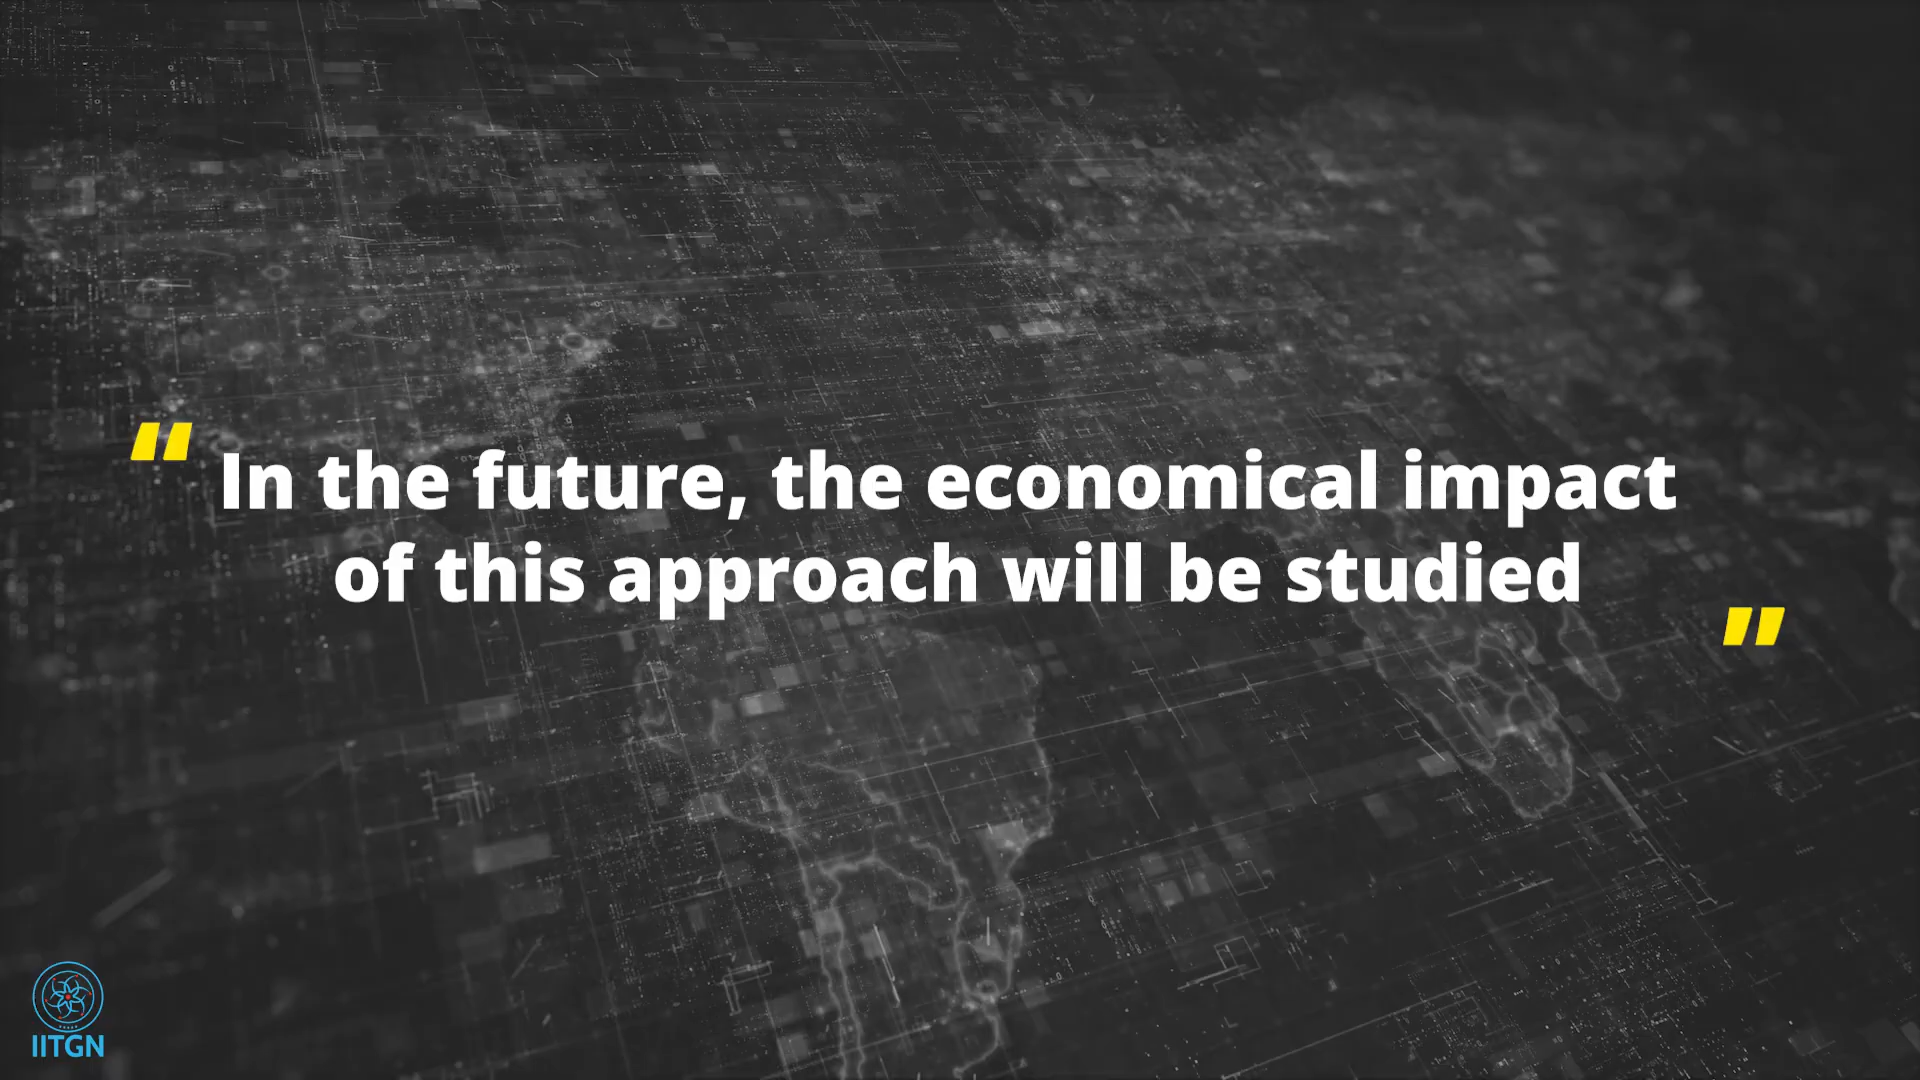 “ In the future, the economical impact
of this approach will be studied ”
IITGN